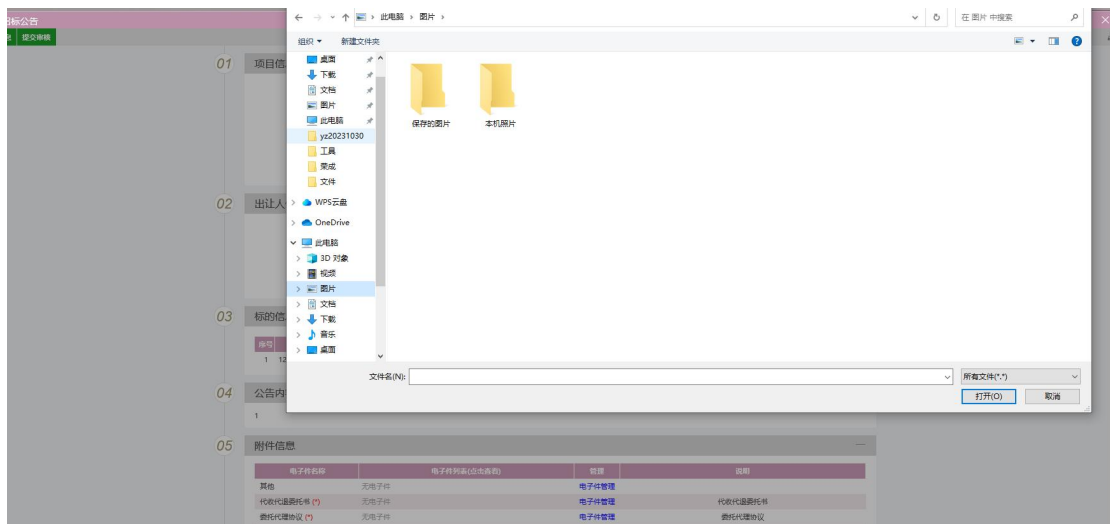 招标公告
提交审核
此电脑 › 图片 ›
在 图片 中搜索
组织 新建文件夹
桌面
下载
文档
图片
此电脑
yz20231030
工具
荣成
文件
WPS云盘
OneDrive
此电脑
3D 对象
视频
图片
文档
下载
音乐
桌面
保存的图片 本机照片
文件名(N):
所有文件(*.*)
打开(O) 取消
01 项目信
02 出让人
03 标的信
序号
1 12
04 公告内
1
05 附件信息
电子件名称 电子件列表(点击查看) 管理 说明
其他 无电子件 电子件管理
代收代退委托书 (*) 无电子件 电子件管理 代收代退委托书
委托代理协议 (*) 无电子件 电子件管理 委托代理协议